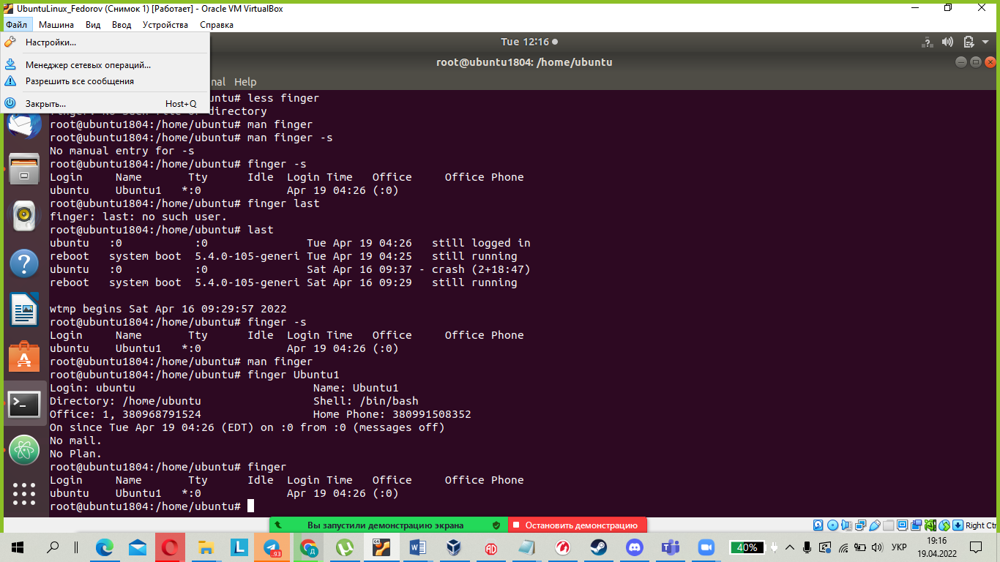 UbuntuLinux_Fedorov (Снимок 1) [Работает] - Oracle VM VirtualBox
Файл Машина Вид Ввод Устройства Справка
Настройки...
Менеджер сетевых операций...
Разрешить все сообщения
Закрыть... Host+Q
Tue 12:16
root@ubuntu1804: /home/ubuntu
nal Help
untu# less finger
finger: No such file or directory
root@ubuntu1804:/home/ubuntu# man finger
root@ubuntu1804:/home/ubuntu# man finger -s
No manual entry for -s
root@ubuntu1804:/home/ubuntu# finger -s
Login Name Tty Idle Login Time Office Office Phone
ubuntu Ubuntu1 *:0 Apr 19 04:26 (:0)
root@ubuntu1804:/home/ubuntu# finger last
finger: last: no such user.
root@ubuntu1804:/home/ubuntu# last
ubuntu :0 :0 Tue Apr 19 04:26 still logged in
reboot system boot 5.4.0-105-generi Tue Apr 19 04:25 still running
ubuntu :0 :0 Sat Apr 16 09:37 - crash (2+18:47)
reboot system boot 5.4.0-105-generi Sat Apr 16 09:29 still running
wtmp begins Sat Apr 16 09:29:57 2022
root@ubuntu1804:/home/ubuntu# finger -s
Login Name Tty Idle Login Time Office Office Phone
ubuntu Ubuntu1 *:0 Apr 19 04:26 (:0)
root@ubuntu1804:/home/ubuntu# man finger
root@ubuntu1804:/home/ubuntu# finger Ubuntu1
Login: ubuntu Name: Ubuntu1
Directory: /home/ubuntu Shell: /bin/bash
Office: 1, 380968791524 Home Phone: 380991508352
On since Tue Apr 19 04:26 (EDT) on :0 from :0 (messages off)
No mail.
No Plan.
root@ubuntu1804:/home/ubuntu# finger
Login Name Tty Idle Login Time Office Office Phone
ubuntu Ubuntu1 *:0 Apr 19 04:26 (:0)
root@ubuntu1804:/home/ubuntu#
Вы запустили демонстрацию экрана Остановить демонстрацию
Right Ctr
93 40% УКР 19:16
19.04.2022